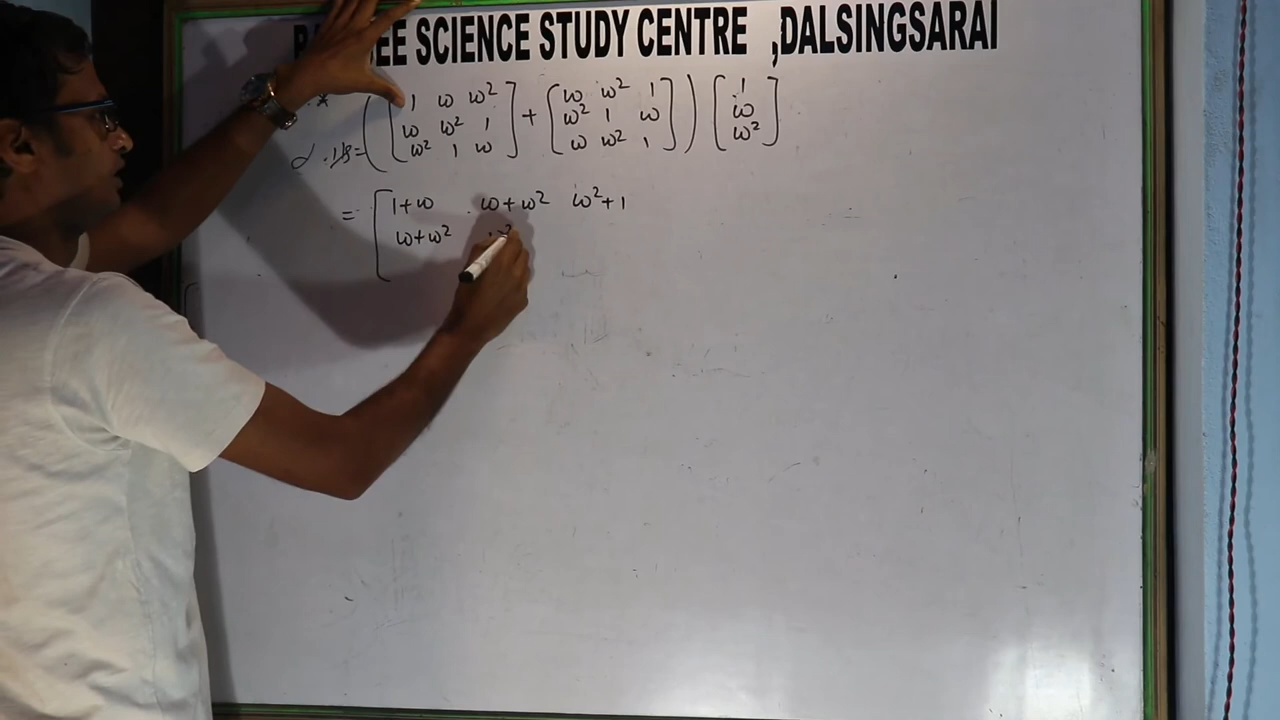 SCIENCE STUDY CENTRE ,DALSINGSARAI
* ( [ 1 ω ω² ] + [ ω ω² 1 ] ) [ 1 ]
L.H.S= ( [ ω ω² 1 ] + [ ω² 1 ω ] ) [ ω ]
( [ ω² 1 ω ] + [ ω ω² 1 ] ) [ ω² ]
= [ 1+ω ω+ω² ω²+1
ω+ω² ω²